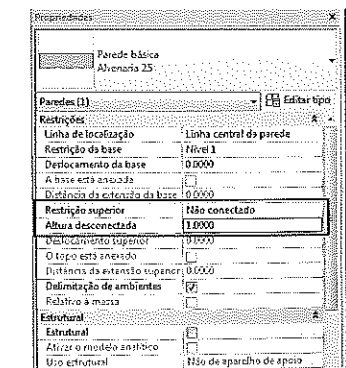 Propriedades
Parede básica
Alvenaria 25
Paredes (1) Editar tipo
Restrições
Linha de localização Linha central da parede
Restrição da base Nível 1
Deslocamento da base 0.0000
A base está anexada
Distância da extensão da base 0.0000
Restrição superior Não conectado
Altura desconectada 1.0000
Deslocamento superior 0.0000
O topo está anexado
Distância da extensão superior 0.0000
Delimitação de ambientes
Relativo à massa
Estrutural
Estrutural
Ativar o modelo analítico
Uso estrutural Não de aparelho de apoio